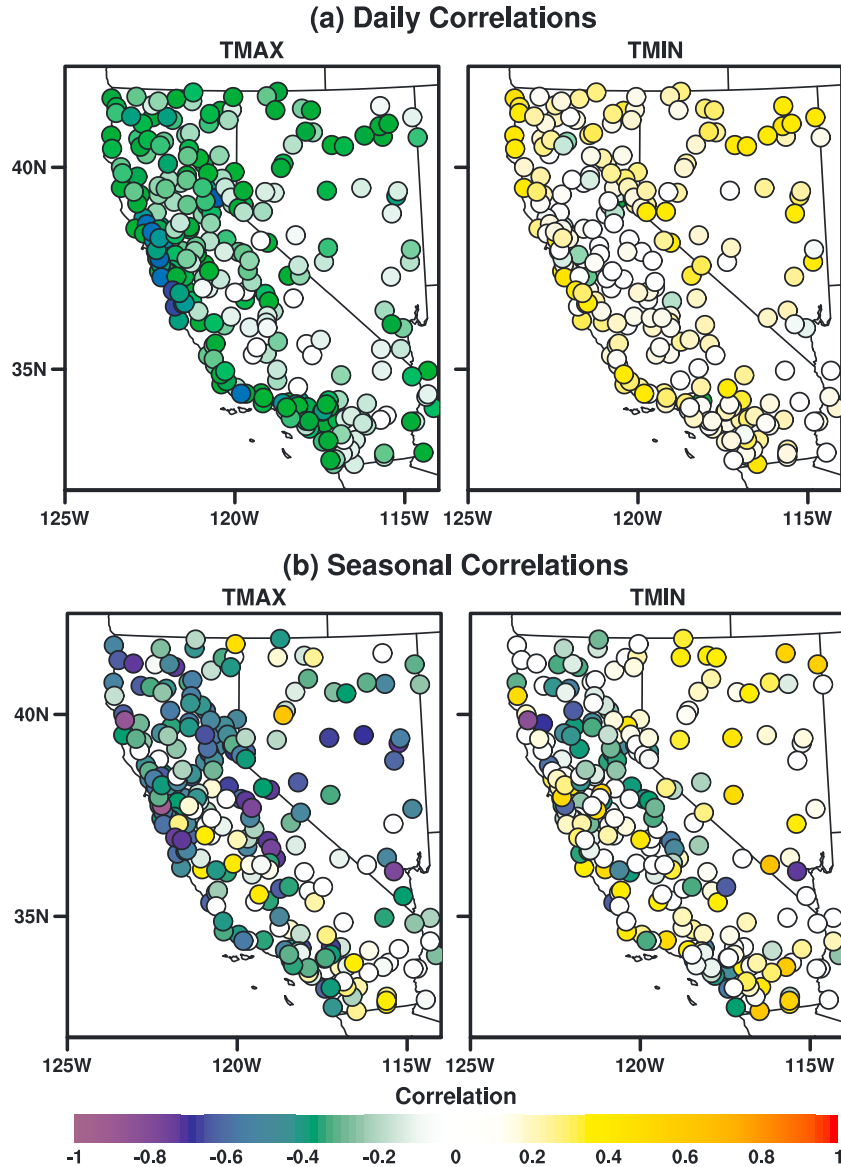 (a) Daily Correlations
TMAX TMIN
40N
35N
125W 120W 115W 125W 120W 115W
(b) Seasonal Correlations
TMAX TMIN
40N
35N
125W 120W 115W 125W 120W 115W
Correlation
-1 -0.8 -0.6 -0.4 -0.2 0 0.2 0.4 0.6 0.8 1